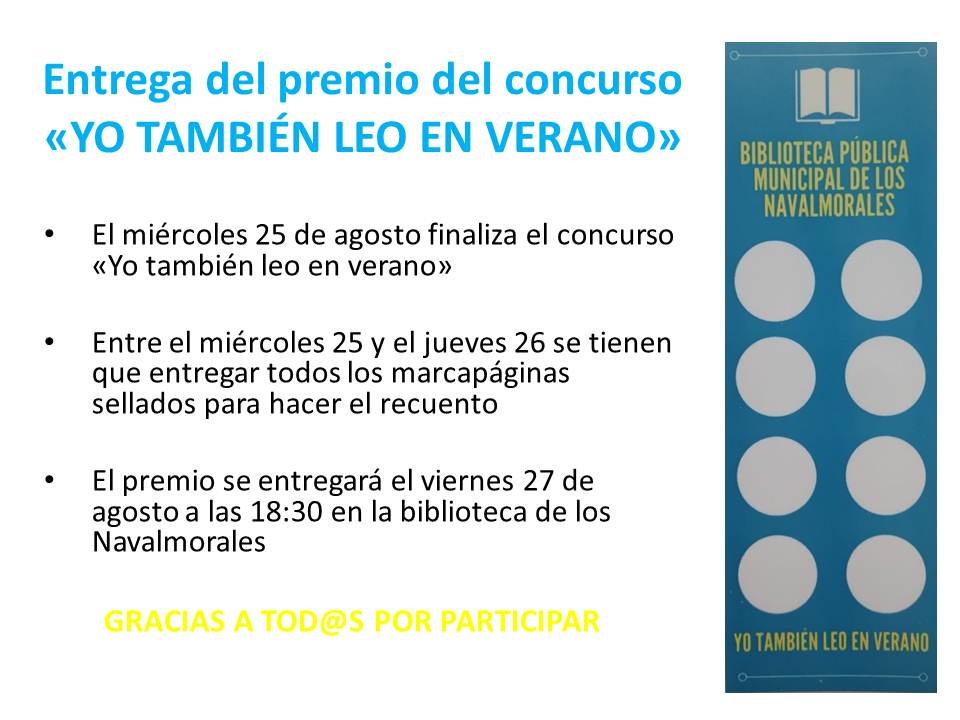 Entrega del premio del concurso
«YO TAMBIÉN LEO EN VERANO»
• El miércoles 25 de agosto finaliza el concurso
«Yo también leo en verano»
• Entre el miércoles 25 y el jueves 26 se tienen
que entregar todos los marcapáginas
sellados para hacer el recuento
• El premio se entregará el viernes 27 de
agosto a las 18:30 en la biblioteca de los
Navalmorales
GRACIAS A TOD@S POR PARTICIPAR
BIBLIOTECA PÚBLICA
MUNICIPAL DE LOS
NAVALMORALES
YO TAMBIÉN LEO EN VERANO